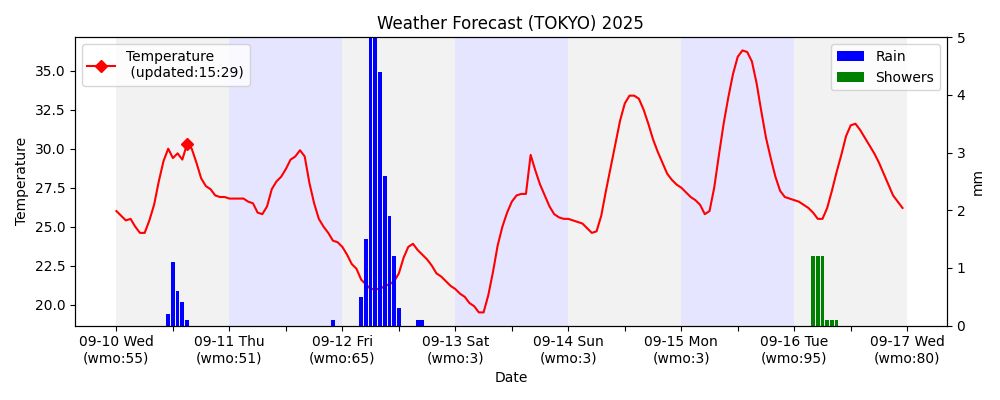 Weather Forecast (TOKYO) 2025
Temperature
(updated:15:29)
Rain
Showers
35.0
32.5
30.0
27.5
25.0
22.5
20.0
Temperature
5
4
3
2
1
0
mm
09-10 Wed
(wmo:55)
09-11 Thu
(wmo:51)
09-12 Fri
(wmo:65)
09-13 Sat
(wmo:3)
09-14 Sun
(wmo:3)
09-15 Mon
(wmo:3)
09-16 Tue
(wmo:95)
09-17 Wed
(wmo:80)
Date